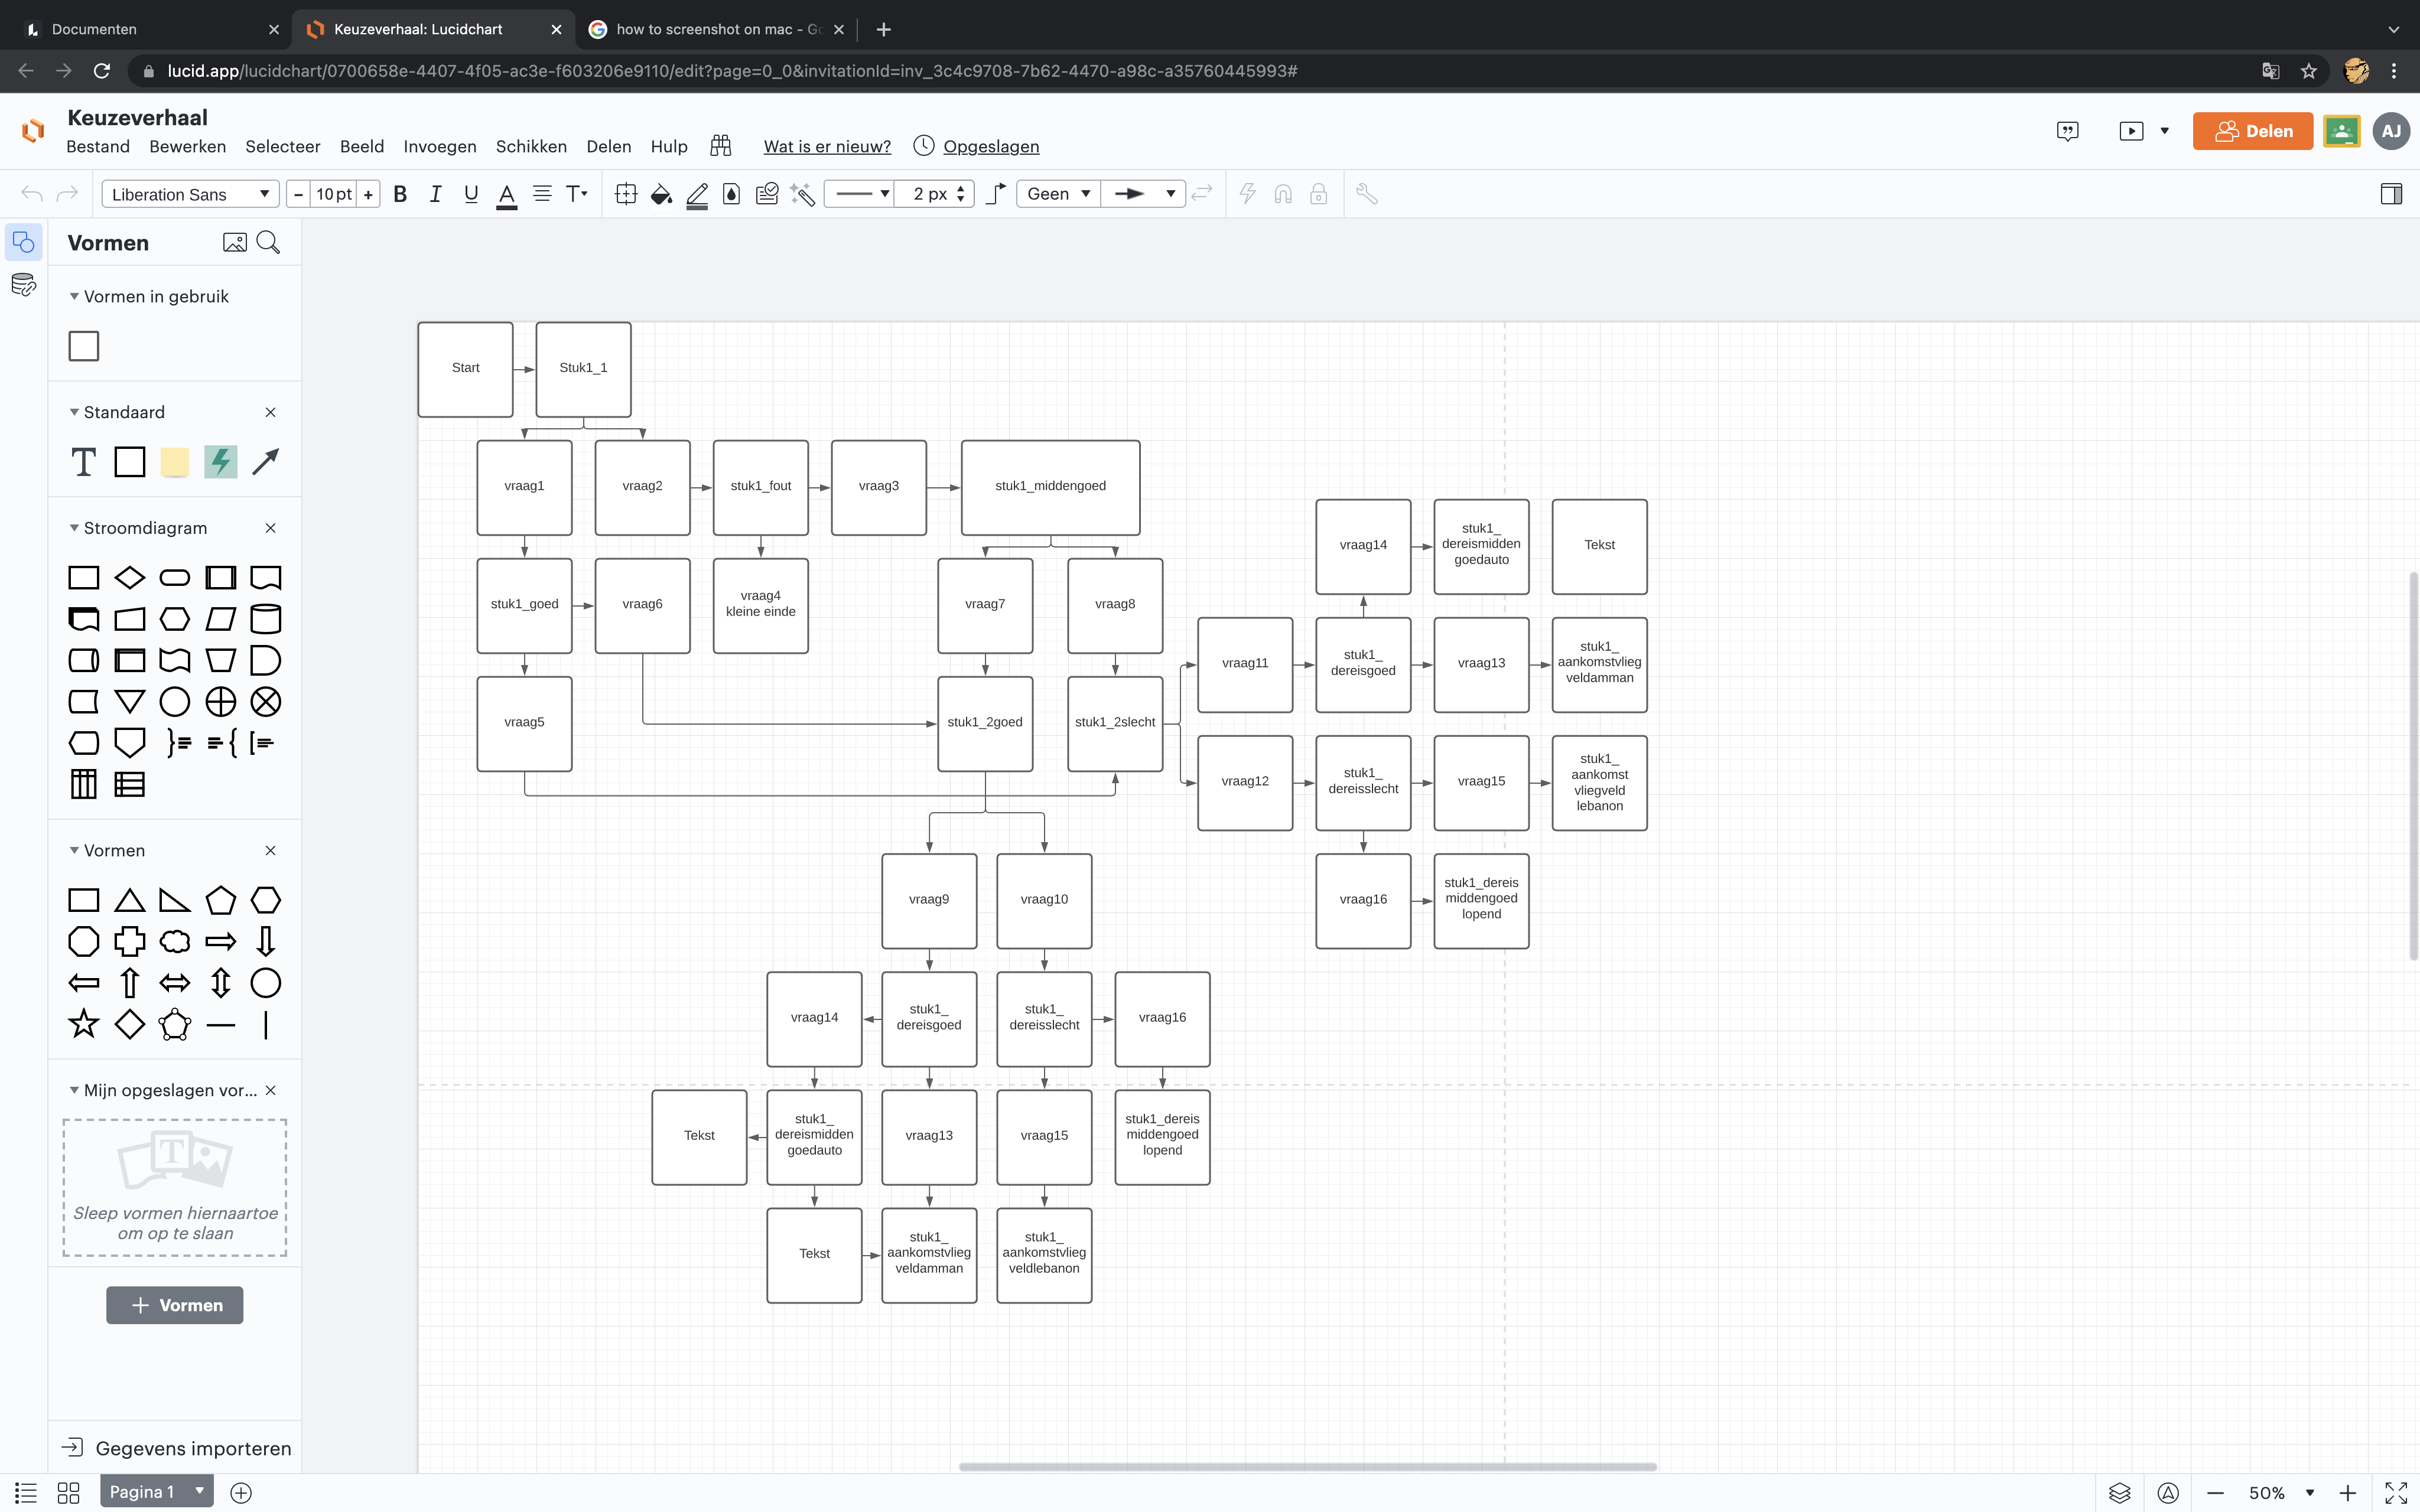 Documenten
Keuzeverhaal: Lucidchart
how to screenshot on mac - Go
lucid.app/lucidchart/0700658e-4407-4f05-ac3e-f603206e9110/edit?page=0_0&invitationId=inv_3c4c9708-7b62-4470-a98c-a35760445993#
Keuzeverhaal
Bestand Bewerken Selecteer Beeld Invoegen Schikken Delen Hulp Wat is er nieuw? Opgeslagen
Delen
AJ
Liberation Sans
− 10 pt +
B I U A T
2 px
Geen
Vormen
Vormen in gebruik
Standaard
T
Stroomdiagram
Vormen
Mijn opgeslagen vor...
T
Sleep vormen hiernaartoe
om op te slaan
+ Vormen
Gegevens importeren
Start
Stuk1_1
vraag1
vraag2
stuk1_fout
vraag3
stuk1_middengoed
vraag14
stuk1_
dereismidden
goedauto
Tekst
stuk1_goed
vraag6
vraag4
kleine einde
vraag7
vraag8
vraag11
stuk1_
dereisgoed
vraag13
stuk1_
aankomstvlieg
veldamman
vraag5
stuk1_2goed
stuk1_2slecht
vraag12
stuk1_
dereisslecht
vraag15
stuk1_
aankomst
vliegveld
lebanon
vraag9
vraag10
vraag16
stuk1_dereis
middengoed
lopend
vraag14
stuk1_
dereisgoed
stuk1_
dereisslecht
vraag16
Tekst
stuk1_
dereismidden
goedauto
vraag13
vraag15
stuk1_dereis
middengoed
lopend
Tekst
stuk1_
aankomstvlieg
veldamman
stuk1_
aankomstvlieg
veldlebanon
Pagina 1
50%